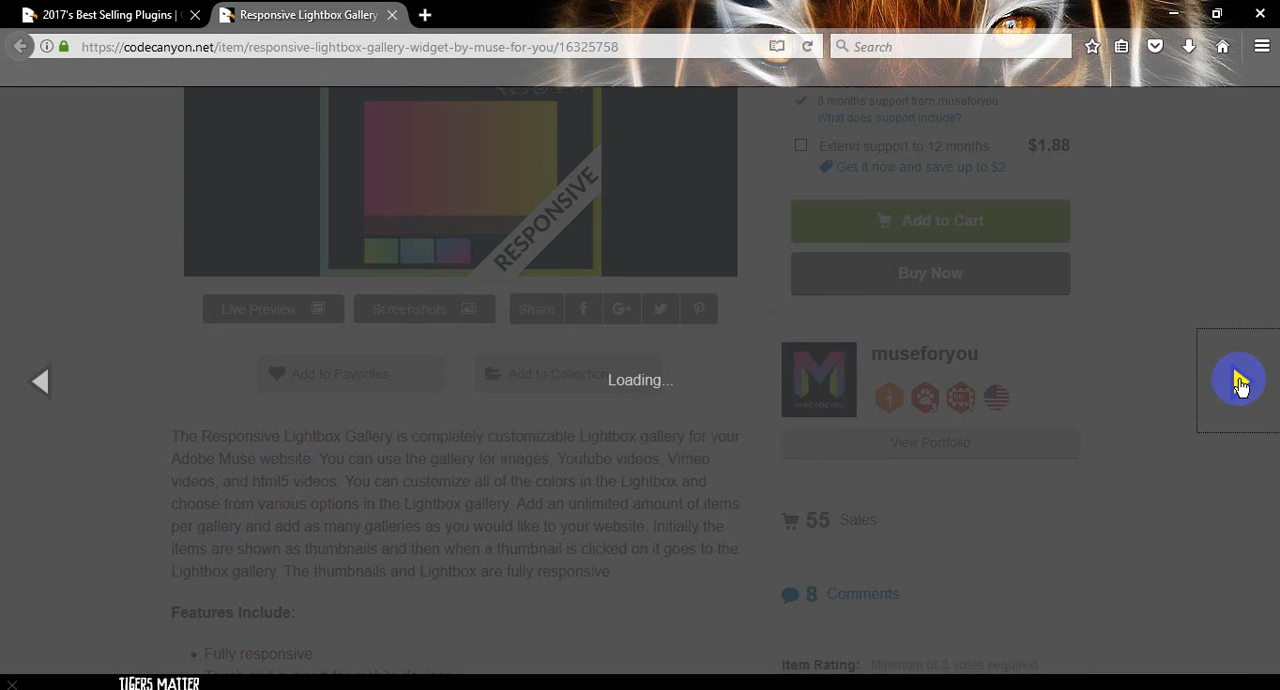 2017's Best Selling Plugins |
Responsive Lightbox Gallery
https://codecanyon.net/item/responsive-lightbox-gallery-widget-by-muse-for-you/16325758
Search
6 months support from museforyou
What does support include?
Extend support to 12 months $1.88
Get it now and save up to $2
RESPONSIVE
Add to Cart
Buy Now
Live Preview
Screenshots
Share
museforyou
Add to Favorites
Add to Collection
Loading...
MUSE FOR YOU
View Portfolio
The Responsive Lightbox Gallery is completely customizable Lightbox gallery for your
Adobe Muse website. You can use the gallery for images, Youtube videos, Vimeo
videos, and html5 videos. You can customize all of the colors in the Lightbox and
choose from various options in the Lightbox gallery. Add an unlimited amount of items
per gallery and add as many galleries as you would like to your website. Initially the
items are shown as thumbnails and then when a thumbnail is clicked on it goes to the
Lightbox gallery. The thumbnails and Lightbox are fully responsive.
55 Sales
8 Comments
Features Include:
Fully responsive.
Item Rating: Minimum of 3 votes required
TIGERS MATTER